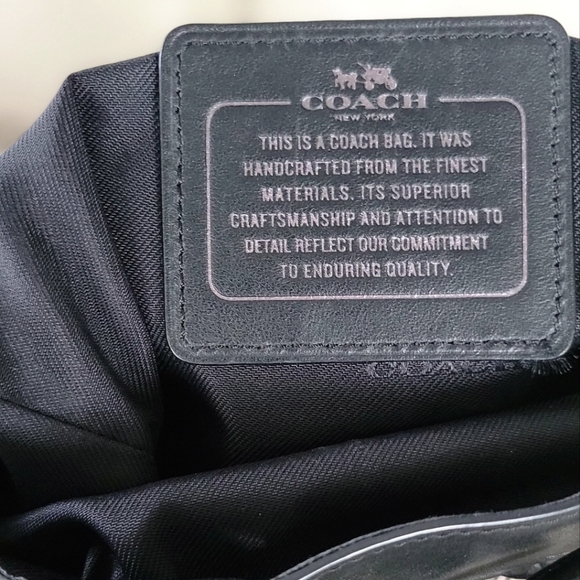 COACH
NEW YORK
THIS IS A COACH BAG. IT WAS
HANDCRAFTED FROM THE FINEST
MATERIALS. ITS SUPERIOR
CRAFTSMANSHIP AND ATTENTION TO
DETAIL REFLECT OUR COMMITMENT
TO ENDURING QUALITY.